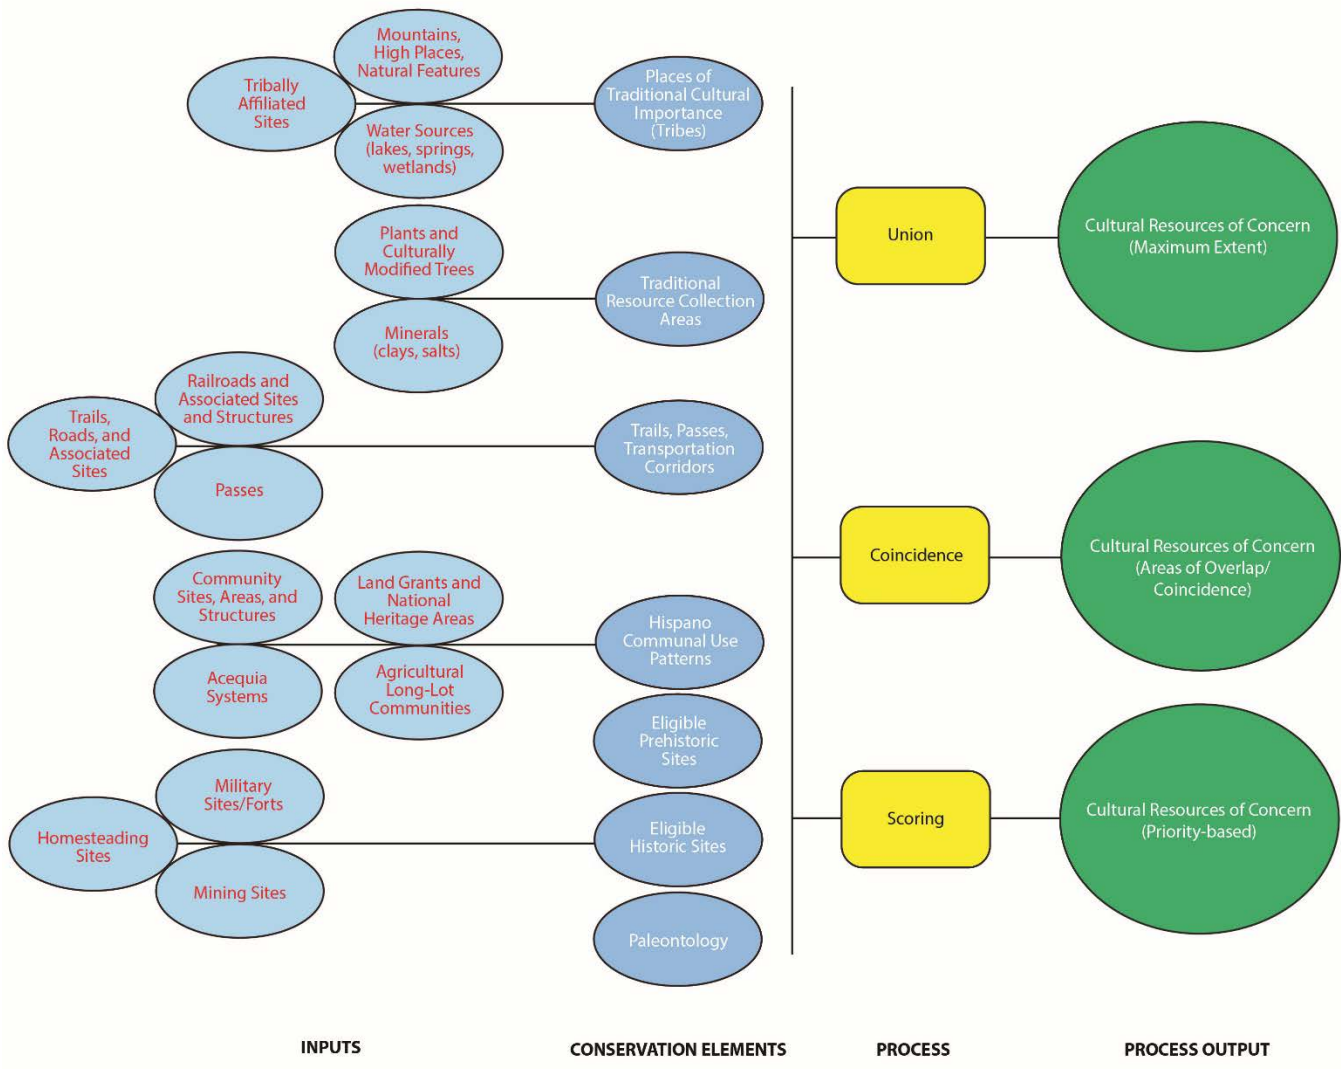 Mountains,
High Places,
Natural Features
Tribally
Affiliated
Sites
Water Sources
(lakes, springs,
wetlands)
Places of
Traditional Cultural
Importance
(Tribes)
Plants and
Culturally
Modified Trees
Minerals
(clays, salts)
Traditional
Resource Collection
Areas
Railroads and
Associated Sites
and Structures
Trails,
Roads, and
Associated
Sites
Passes
Trails, Passes,
Transportation
Corridors
Community
Sites, Areas, and
Structures
Land Grants and
National
Heritage Areas
Acequia
Systems
Agricultural
Long-Lot
Communities
Hispano
Communal Use
Patterns
Eligible
Prehistoric
Sites
Military
Sites/Forts
Homesteading
Sites
Mining Sites
Eligible
Historic Sites
Paleontology
Union
Cultural Resources of Concern
(Maximum Extent)
Coincidence
Cultural Resources of Concern
(Areas of Overlap/
Coincidence)
Scoring
Cultural Resources of Concern
(Priority-based)
INPUTS
CONSERVATION ELEMENTS
PROCESS
PROCESS OUTPUT